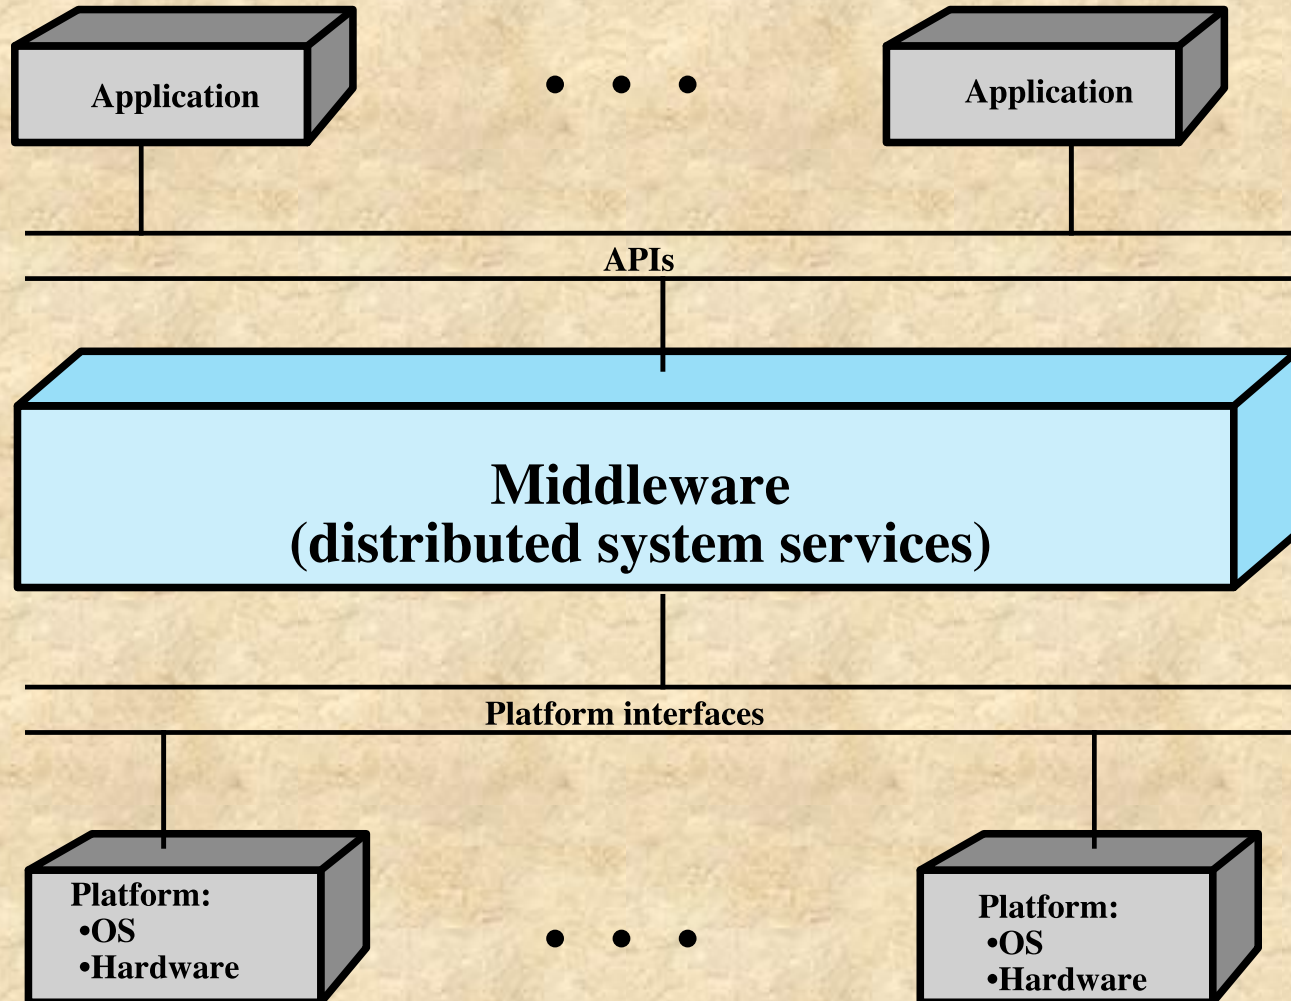 Application
Application
APIs
Middleware
(distributed system services)
Platform interfaces
Platform:
•OS
•Hardware
Platform:
•OS
•Hardware